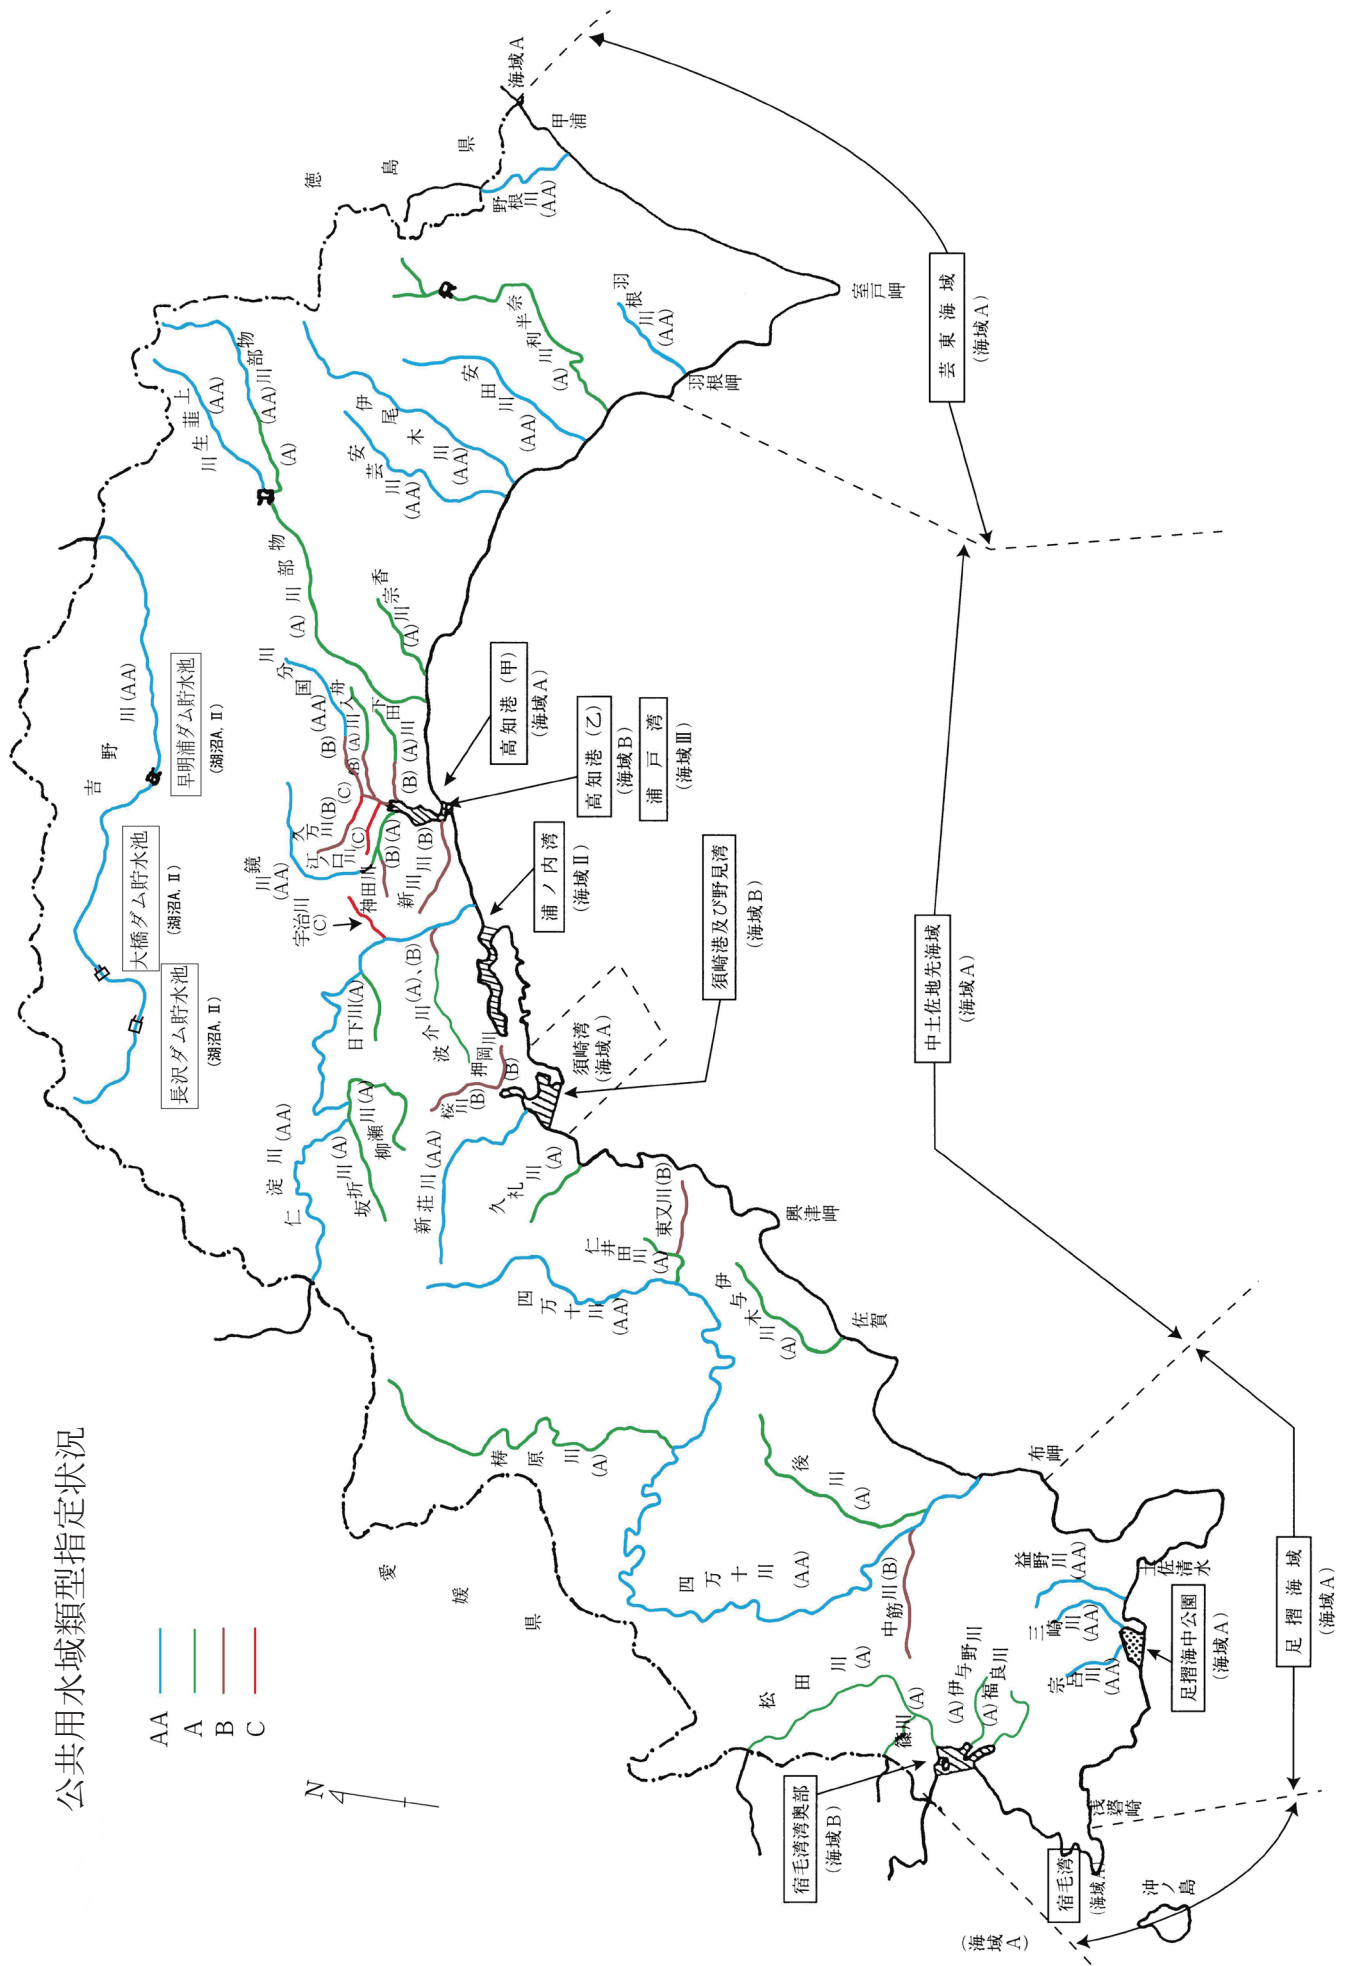 公共用水域類型指定状況
AA
A
B
C
N
徳島県
愛媛県
吉野川(AA)
早明浦ダム貯水池
(湖沼A, Ⅱ)
大橋ダム貯水池
(湖沼A, Ⅱ)
長沢ダム貯水池
(湖沼A, Ⅱ)
海域A
甲浦
野根川
(AA)
室戸岬
羽根川
(AA)
羽根岬
奈半利川
(A)
安田川
(AA)
伊尾木川
(AA)
安芸川
(AA)
物部川
(AA)
(A)
上韮生川
(AA)
物部川
(A)
香宗川
(A)
国分川
(AA)
(B)
(C)
舟入川
(A)
(B)
下田川
(A)
(B)
久万川(B)
江ノ口川
(C)
鏡川
(AA)
(A)
神田川
(B)
新川川
(B)
宇治川
(C)
仁淀川(AA)
日下川(A)
波介川(A)、(B)
柳瀬川(A)
坂折川(A)
押岡川
(B)
桜川
(B)
新荘川(AA)
久礼川
(A)
東又川(B)
仁井田川
(A)
四万十川
(AA)
伊与木川
(A)
佐賀
興津岬
梼原川
(A)
後川
(A)
四万十川
(AA)
中筋川(B)
布岬
松田川
(A)
篠川
(A)
伊与野川
(A)
福良川
(A)
益野川
(AA)
三崎川
(AA)
宗呂川
(AA)
土佐清水
高知港(甲)
(海域A)
高知港(乙)
(海域B)
浦戸湾
(海域Ⅲ)
浦ノ内湾
(海域Ⅱ)
須崎港及び野見湾
(海域B)
須崎湾
(海域A)
芸東海域
(海域A)
中土佐地先海域
(海域A)
足摺海域
(海域A)
足摺海中公園
(海域A)
宿毛湾湾奥部
(海域B)
宿毛湾
(海域A
(海域A)
沖ノ島